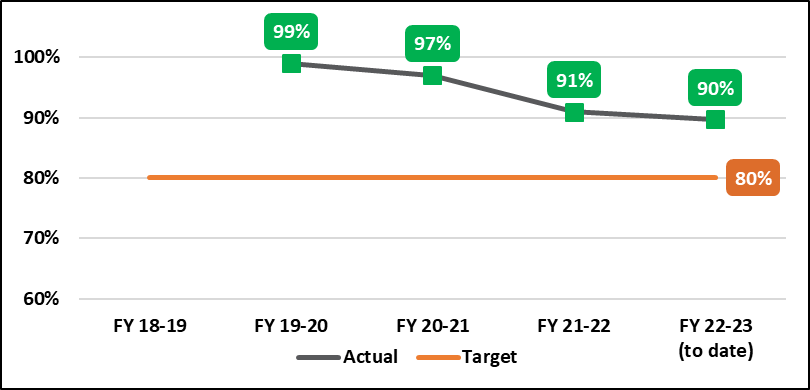 99%
97%
91%
90%
100%
90%
80%
70%
60%
80%
FY 18-19
FY 19-20
FY 20-21
FY 21-22
FY 22-23
(to date)
Actual
Target